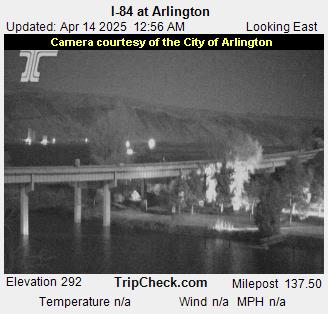 I-84 at Arlington
Updated: Apr 14 2025 12:56 AM Looking East
Camera courtesy of the City of Arlington
Elevation 292 TripCheck.com Milepost 137.50
Temperature n/a Wind n/a MPH n/a